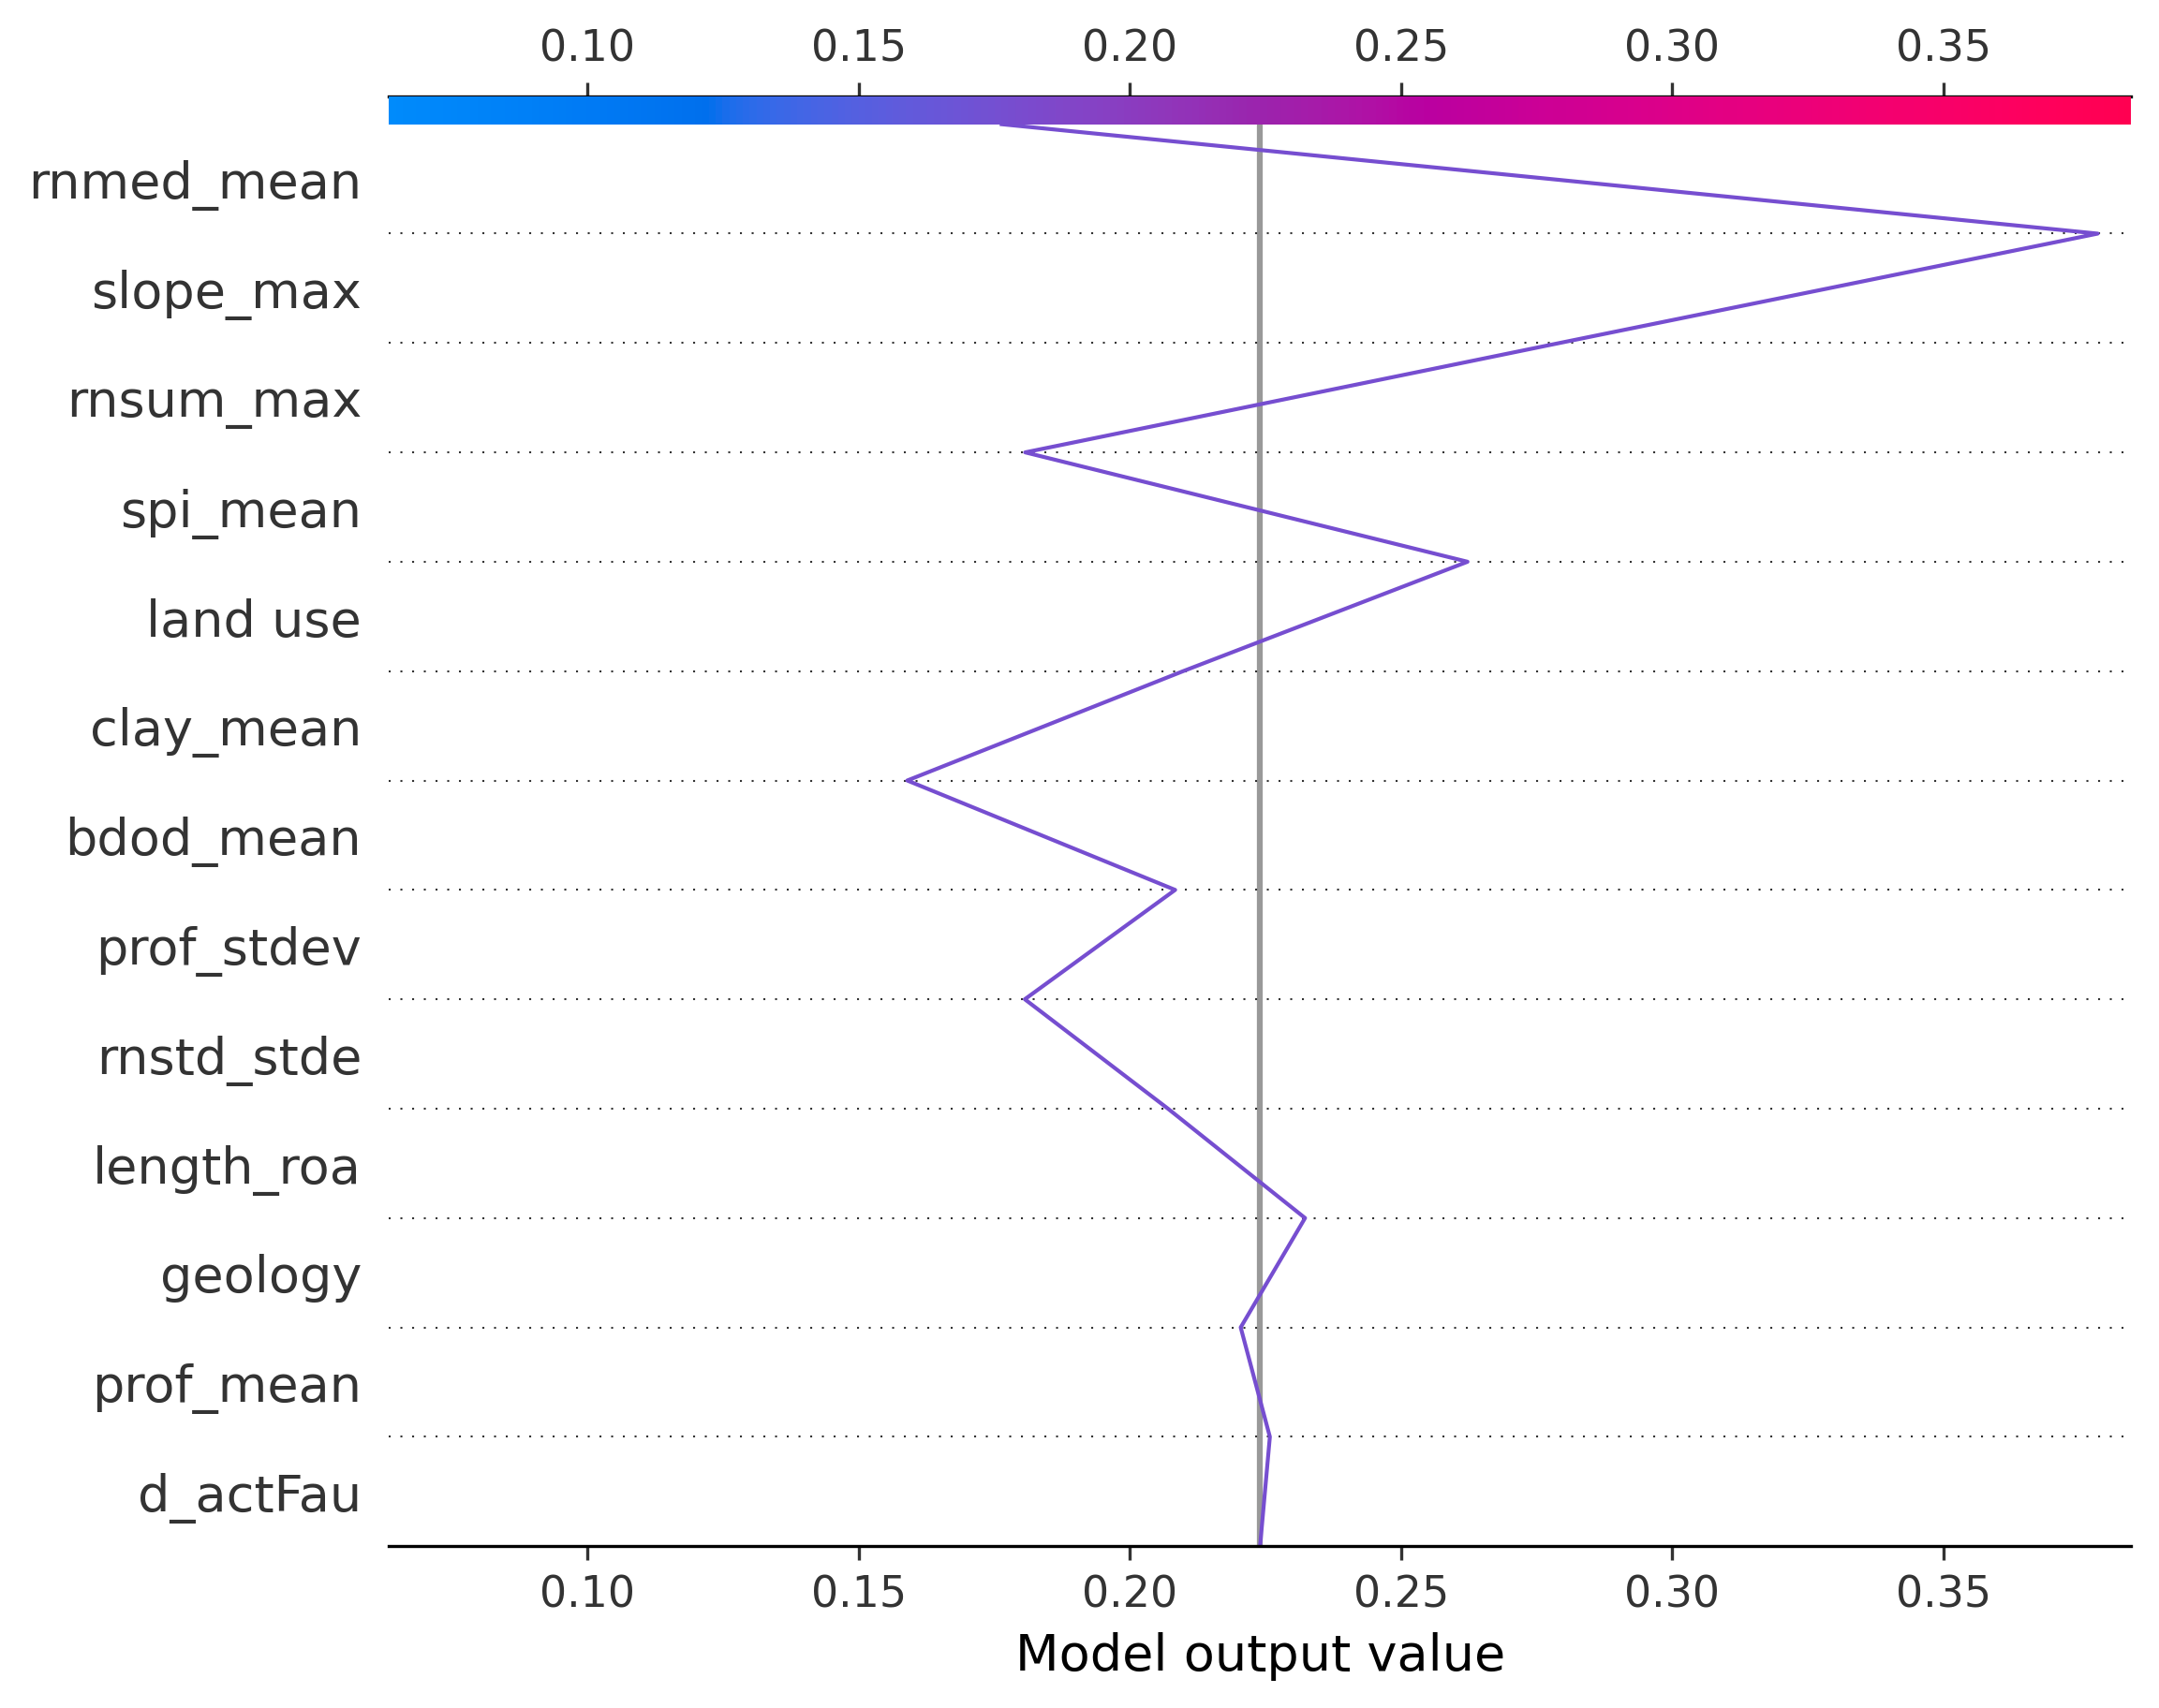 0.10 0.15 0.20 0.25 0.30 0.35
rnmed_mean
slope_max
rnsum_max
spi_mean
land use
clay_mean
bdod_mean
prof_stdev
rnstd_stde
length_roa
geology
prof_mean
d_actFau
0.10 0.15 0.20 0.25 0.30 0.35
Model output value